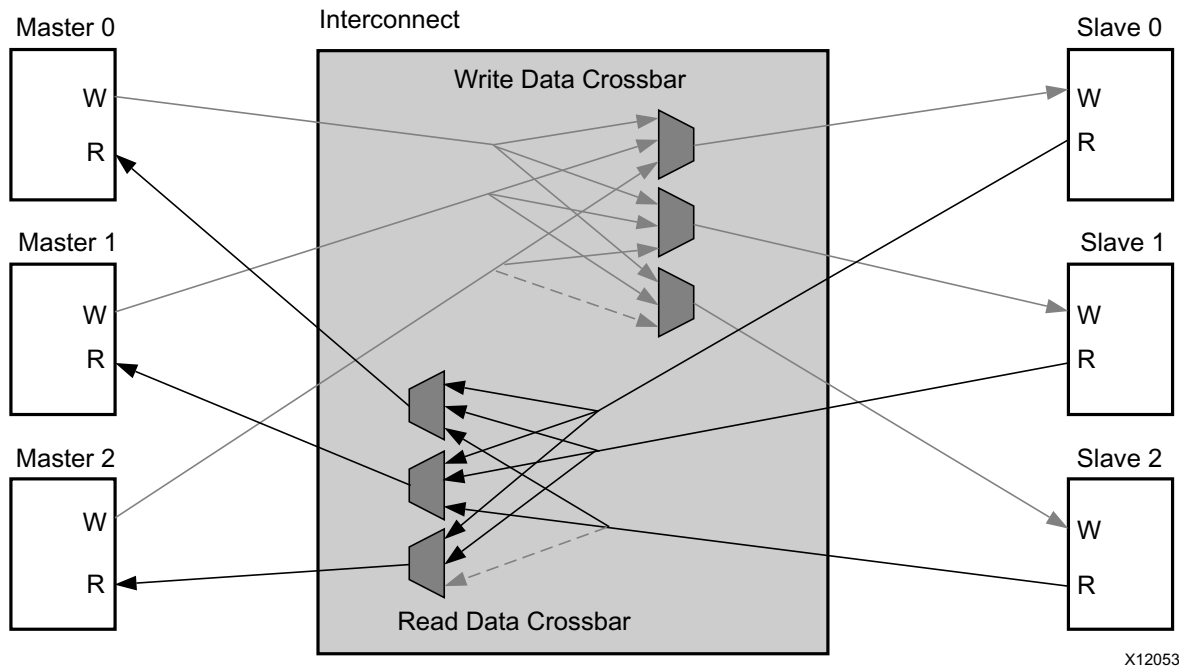 Interconnect
Master 0
Slave 0
Write Data Crossbar
W
W
R
R
Master 1
Slave 1
W
W
R
R
Master 2
Slave 2
W
W
R
R
Read Data Crossbar
X12053